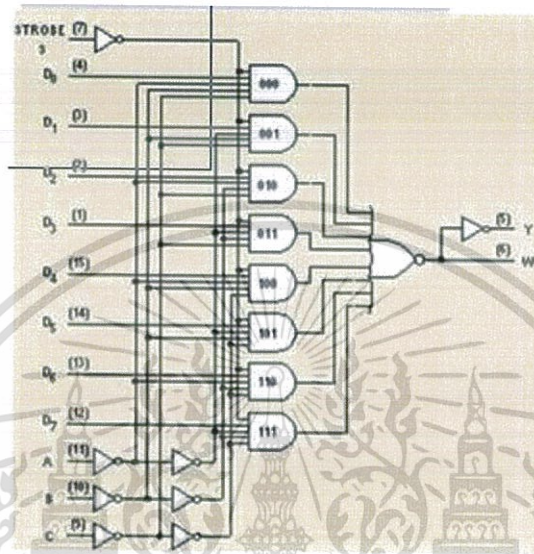 STROBE (7)
S
D0 (4)
000
D1 (3)
001
D2 (2)
010
D3 (1)
011
(5) Y
(6) W
D4 (15)
100
D5 (14)
101
D6 (13)
110
D7 (12)
111
A (11)
B (10)
C (9)